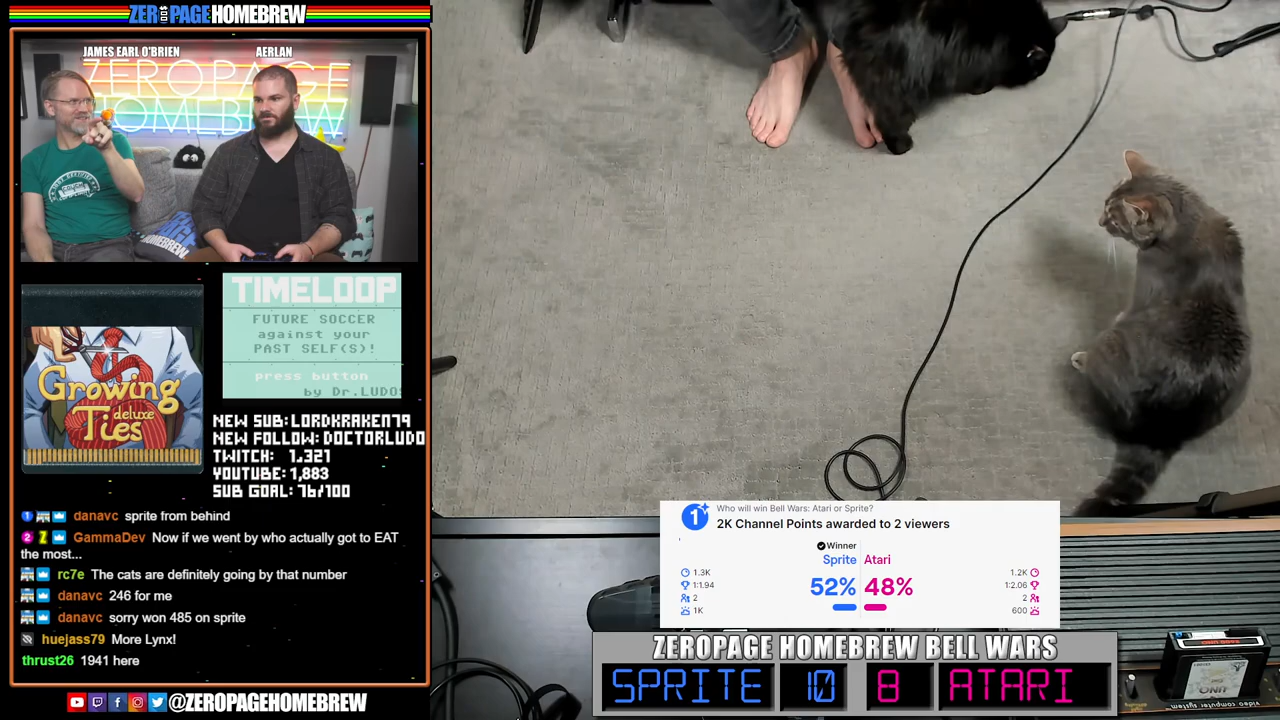 ZEROPAGE HOMEBREW
JAMES EARL O'BRIEN
AERLAN
ZEROPAGE
HOMEBREW
Growing
Ties
deluxe
TIMELOOP
FUTURE SOCCER
against your
PAST SELF(S)!
press button
by Dr.LUDOS
NEW SUB:LORDKRAKEN79
NEW FOLLOW:DOCTORLUDO
TWITCH: 1,321
YOUTUBE: 1,883
SUB GOAL: 76/100
danavc sprite from behind
GammaDev Now if we went by who actually got to EAT
the most...
rc7e The cats are definitely going by that number
danavc 246 for me
danavc sorry won 485 on sprite
huejass79 More Lynx!
thrust26 1941 here
@ZEROPAGEHOMEBREW
Who will win Bell Wars: Atari or Sprite?
2K Channel Points awarded to 2 viewers
Winner
Sprite Atari
52% 48%
1.3K
1:1.94
2
1K
1.2K
1:2.06
2
600
ZEROPAGE HOMEBREW BELL WARS
SPRITE 10 8 ATARI
video computer system